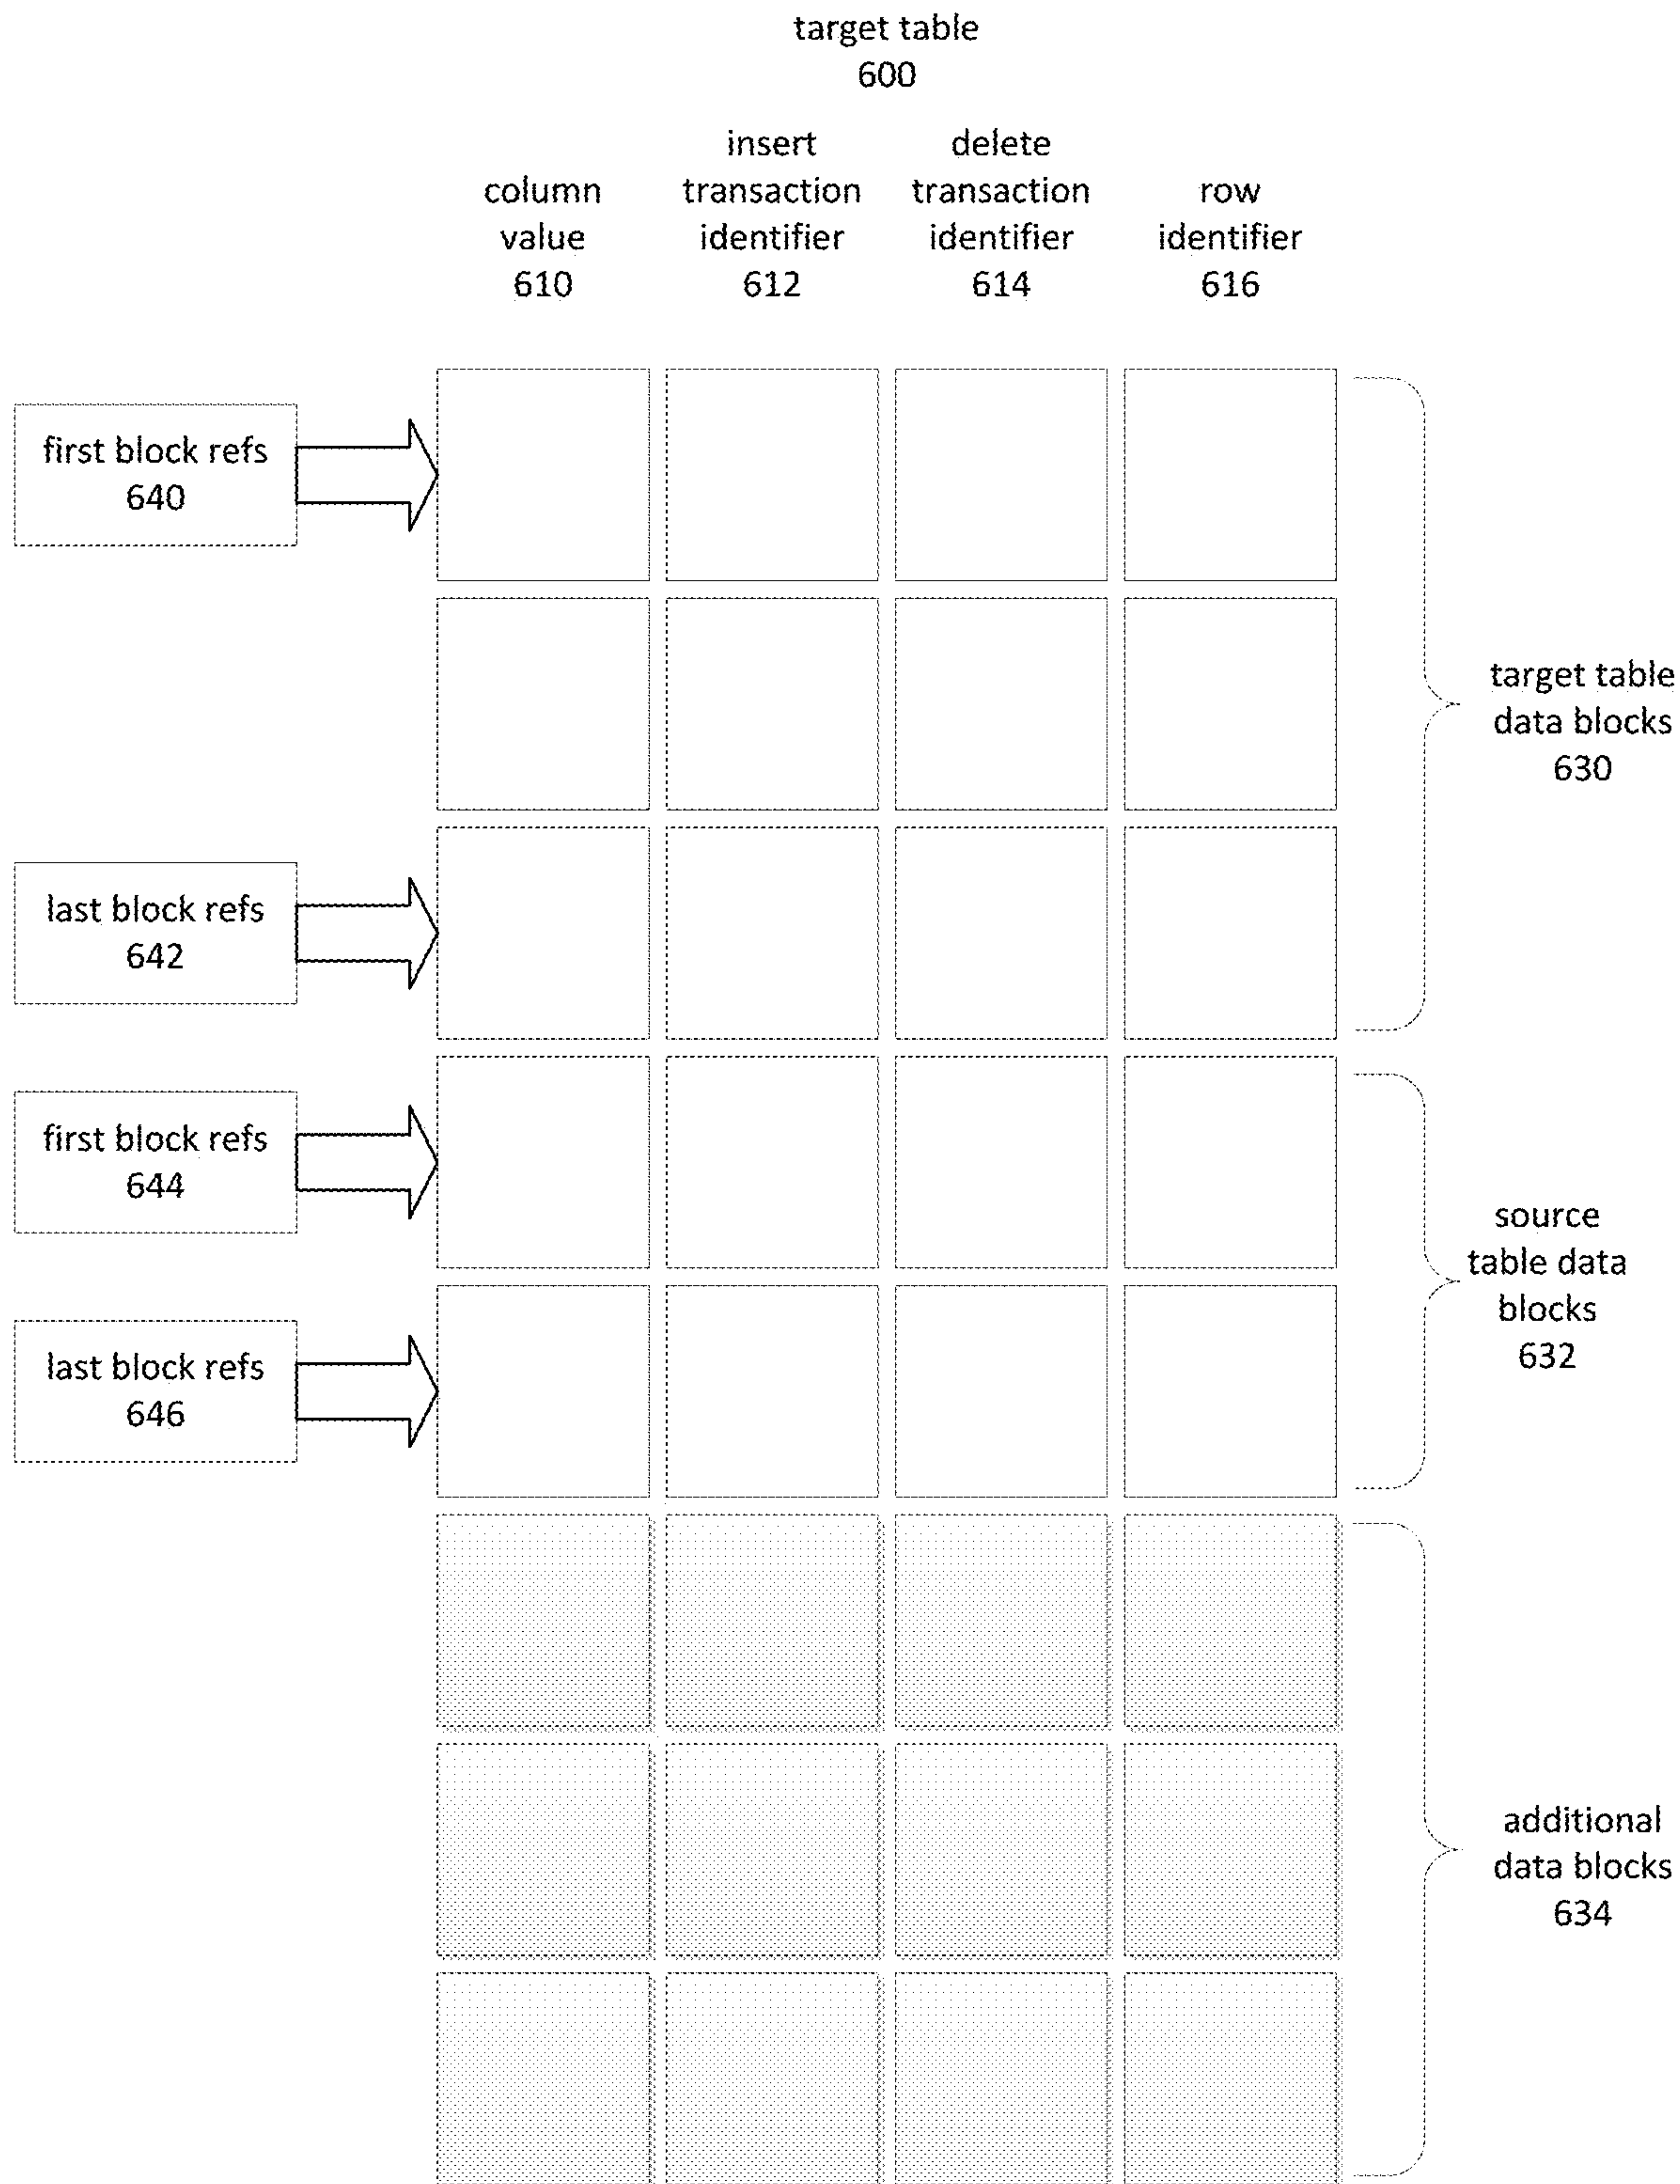 target table
600
column
value
610
insert
transaction
identifier
612
delete
transaction
identifier
614
row
identifier
616
first block refs
640
target table
data blocks
630
last block refs
642
first block refs
644
source
table data
blocks
632
last block refs
646
additional
data blocks
634